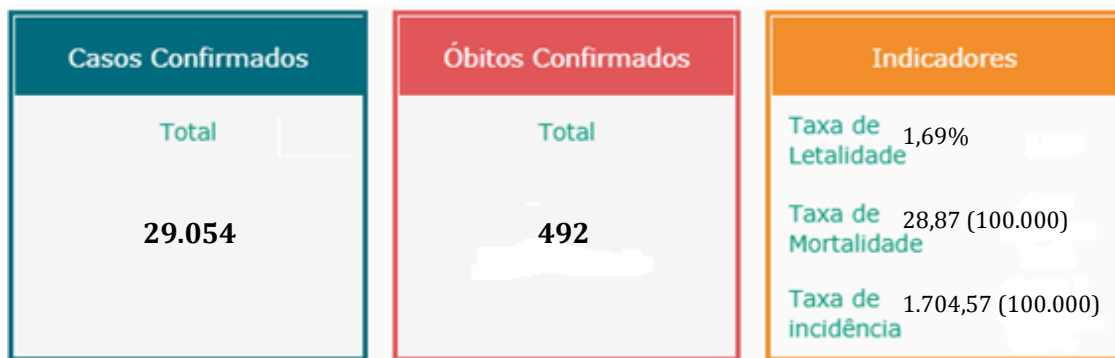 Casos Confirmados
Total
29.054
Óbitos Confirmados
Total
492
Indicadores
Taxa de
Letalidade
1,69%
Taxa de
Mortalidade
28,87 (100.000)
Taxa de
incidência
1.704,57 (100.000)